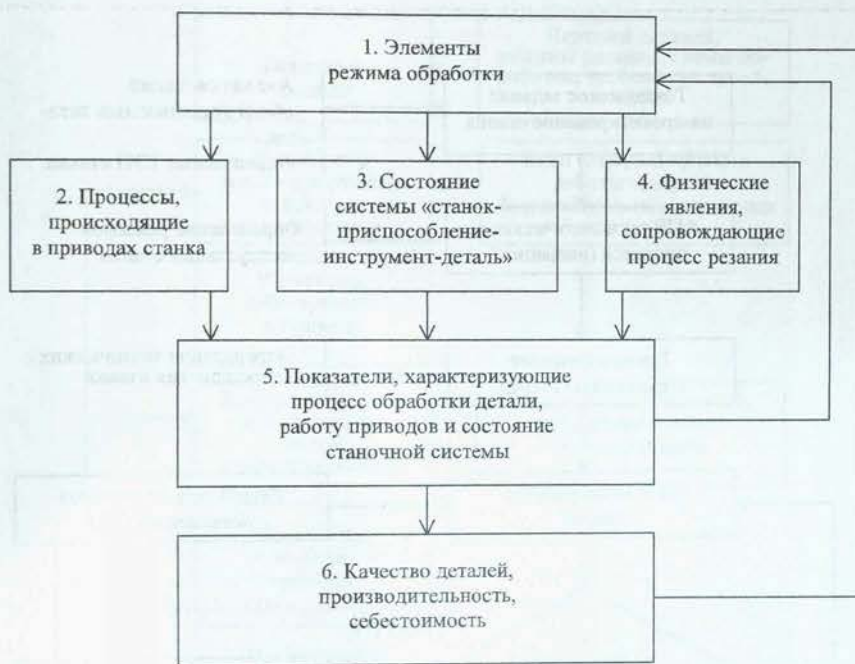 1. Элементы
режима обработки
2. Процессы,
происходящие
в приводах станка
3. Состояние
системы «станок-
приспособление-
инструмент-деталь»
4. Физические
явления,
сопровождающие
процесс резания
5. Показатели, характеризующие
процесс обработки детали,
работу приводов и состояние
станочной системы
6. Качество деталей,
производительность,
себестоимость